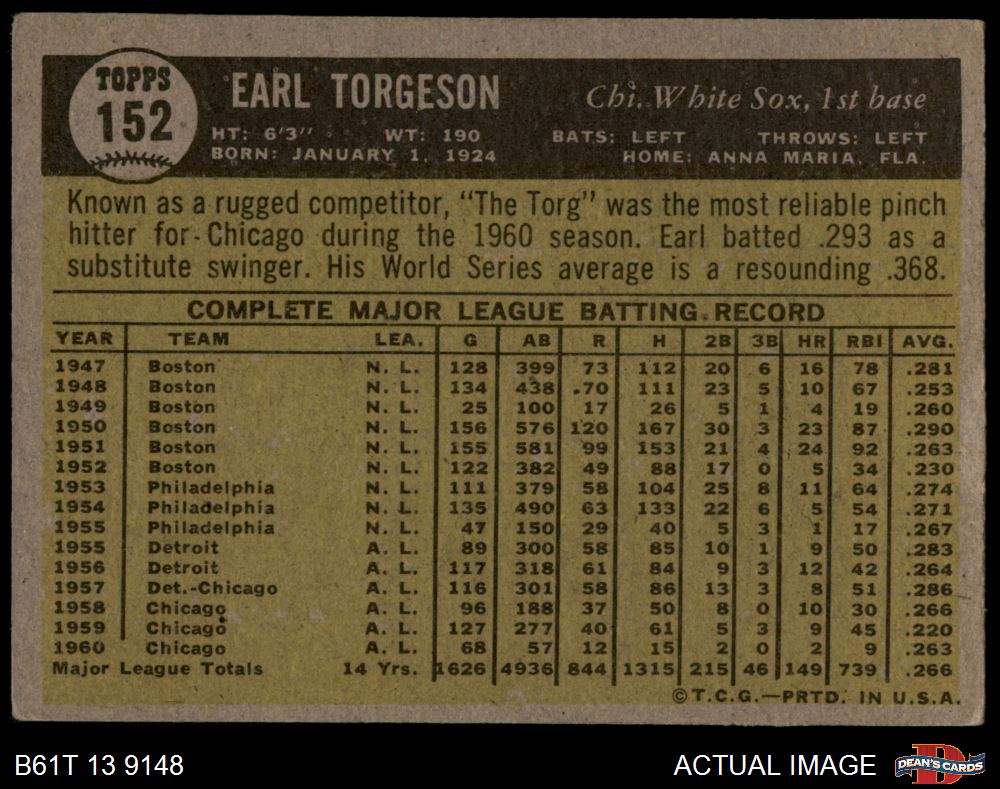 TOPPS
152
EARL TORGESON Chi. White Sox, 1st base
HT: 6'3" WT: 190 BATS: LEFT THROWS: LEFT
BORN: JANUARY 1, 1924 HOME: ANNA MARIA, FLA.
Known as a rugged competitor, "The Torg" was the most reliable pinch
hitter for Chicago during the 1960 season. Earl batted .293 as a
substitute swinger. His World Series average is a resounding .368.
COMPLETE MAJOR LEAGUE BATTING RECORD
YEAR TEAM LEA. G AB R H 2B 3B HR RBI AVG.
1947 Boston N. L. 128 399 73 112 20 6 16 78 .281
1948 Boston N. L. 134 438 70 111 23 5 10 67 .253
1949 Boston N. L. 25 100 17 26 5 1 4 19 .260
1950 Boston N. L. 156 576 120 167 30 3 23 87 .290
1951 Boston N. L. 155 581 99 153 21 4 24 92 .263
1952 Boston N. L. 122 382 49 88 17 0 5 34 .230
1953 Philadelphia N. L. 111 379 58 104 25 8 11 64 .274
1954 Philadelphia N. L. 135 490 63 133 22 6 5 54 .271
1955 Philadelphia N. L. 47 150 29 40 5 3 1 17 .267
1955 Detroit A. L. 89 300 58 85 10 1 9 50 .283
1956 Detroit A. L. 117 318 61 84 9 3 12 42 .264
1957 Det.-Chicago A. L. 116 301 58 86 13 3 8 51 .286
1958 Chicago A. L. 96 188 37 50 8 0 10 30 .266
1959 Chicago A. L. 127 277 40 61 5 3 9 45 .220
1960 Chicago A. L. 68 57 12 15 2 0 2 9 .263
Major League Totals 14 Yrs. 1626 4936 844 1315 215 46 149 739 .266
©T.C.G.—PRTD. IN U.S.A.
B61T 13 9148 ACTUAL IMAGE DEAN'S CARDS